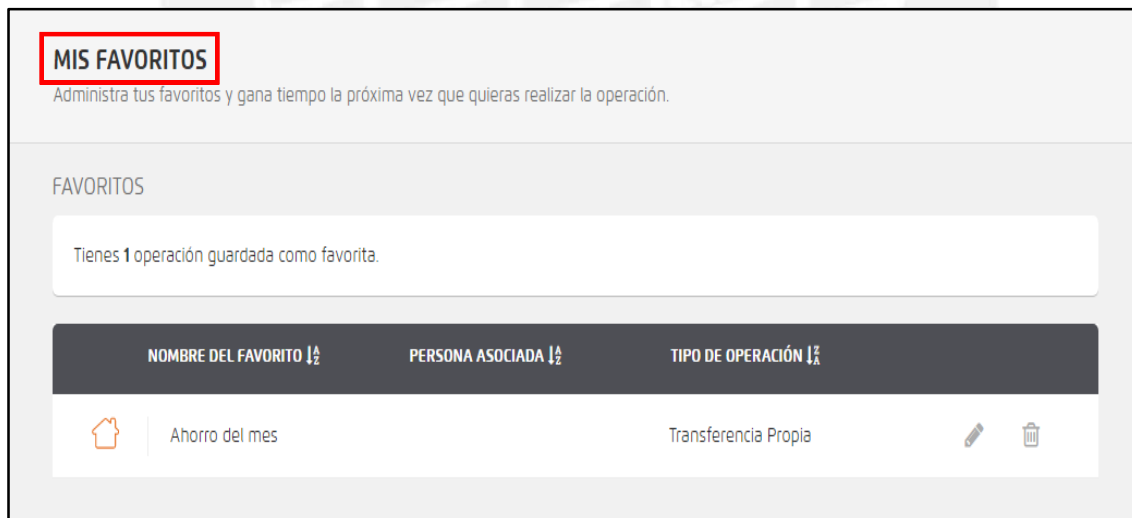 MIS FAVORITOS
Administra tus favoritos y gana tiempo la próxima vez que quieras realizar la operación.
FAVORITOS
Tienes 1 operación guardada como favorita.
NOMBRE DEL FAVORITO PERSONA ASOCIADA TIPO DE OPERACIÓN
Ahorro del mes Transferencia Propia